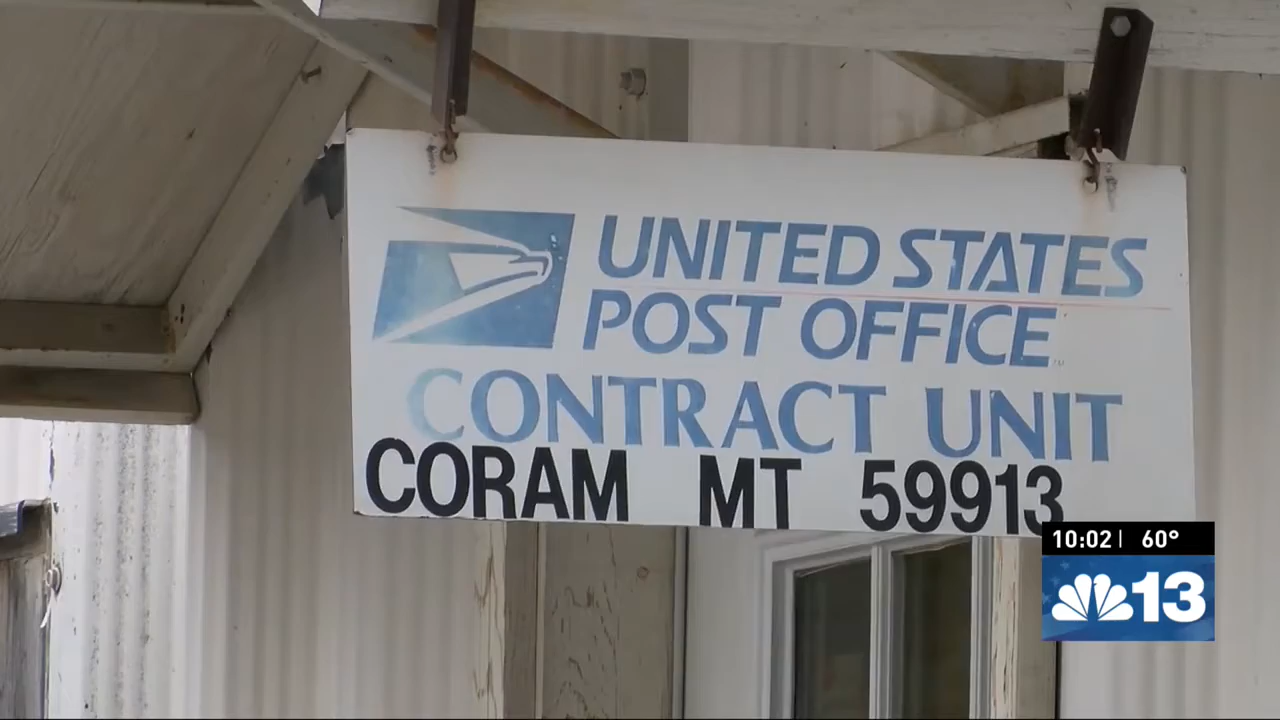 UNITED STATES
POST OFFICE
CONTRACT UNIT
CORAM MT 59913
10:02 | 60°
13